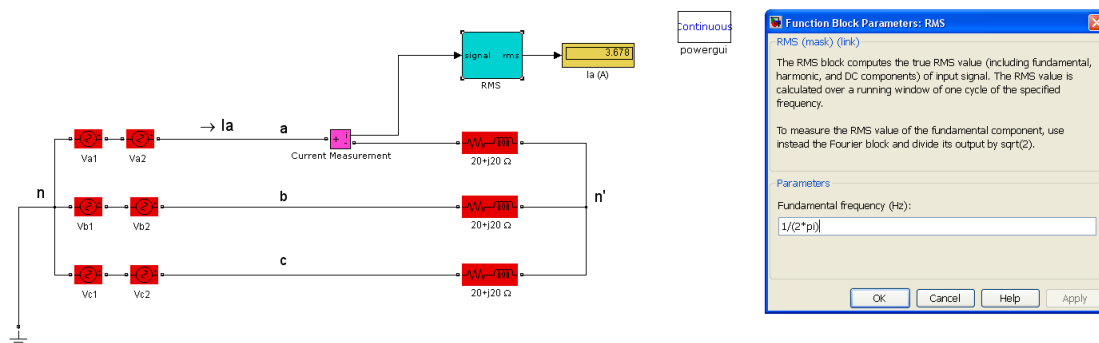 Continuous
powergui
signal
rms
RMS
3.678
Ia (A)
→ Ia
a
Va1
Va2
+
i
-
Current Measurement
20+j20 Ω
n
b
n'
Vb1
Vb2
20+j20 Ω
c
Vc1
Vc2
20+j20 Ω
Function Block Parameters: RMS
RMS (mask) (link)
The RMS block computes the true RMS value (including fundamental,
harmonic, and DC components) of input signal. The RMS value is
calculated over a running window of one cycle of the specified
frequency.
To measure the RMS value of the fundamental component, use
instead the Fourier block and divide its output by sqrt(2).
Parameters
Fundamental frequency (Hz):
1/(2*pi)
OK
Cancel
Help
Apply